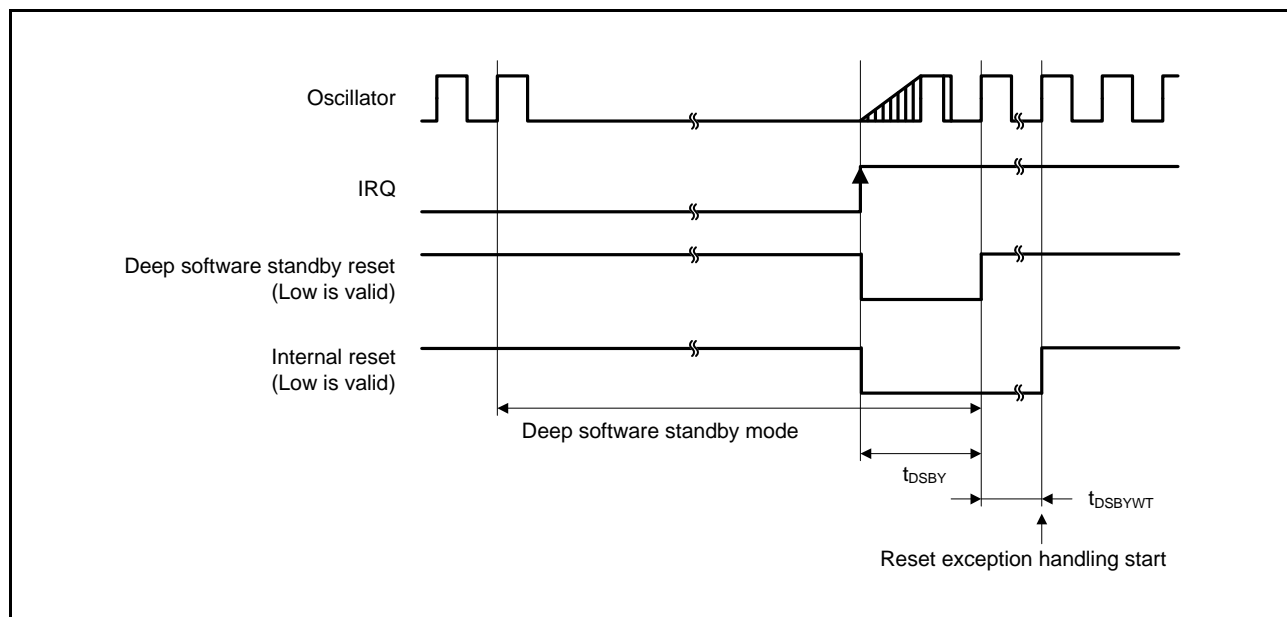 Oscillator
IRQ
Deep software standby reset
(Low is valid)
Internal reset
(Low is valid)
Deep software standby mode
tDSBY
tDSBYWT
Reset exception handling start